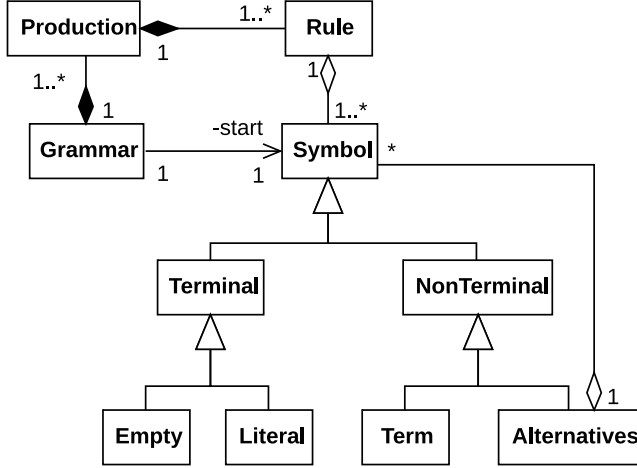 Production
1
1..*
Rule
1
1..*
1..*
1
-start
Grammar
1
1
Symbol
*
Terminal
NonTerminal
1
Empty
Literal
Term
Alternatives